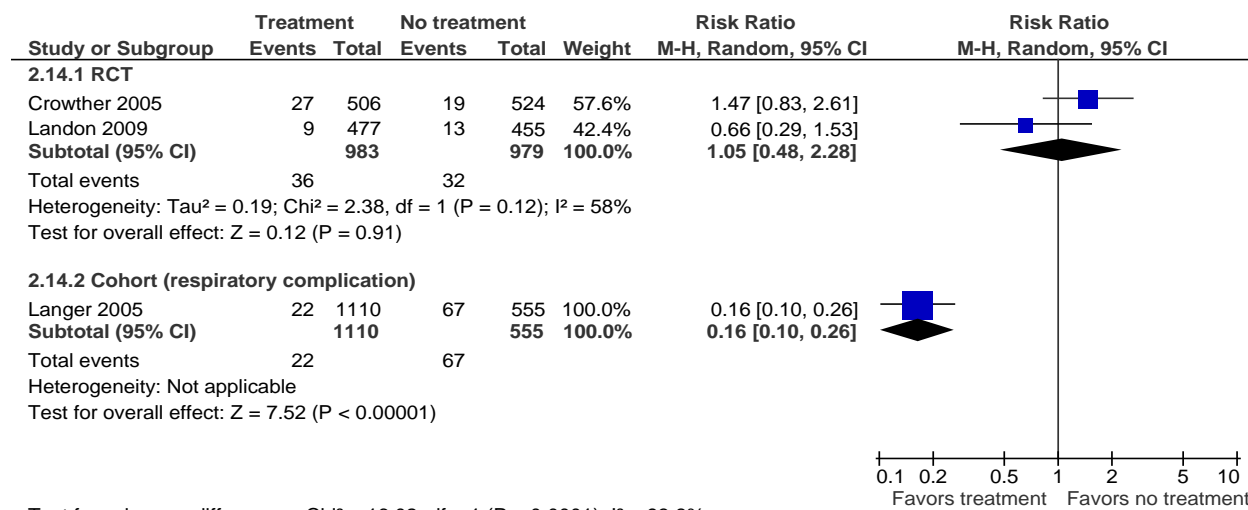 Treatment No treatment Risk Ratio Risk Ratio
Study or Subgroup Events Total Events Total Weight M-H, Random, 95% CI M-H, Random, 95% CI
2.14.1 RCT
Crowther 2005 27 506 19 524 57.6% 1.47 [0.83, 2.61]
Landon 2009 9 477 13 455 42.4% 0.66 [0.29, 1.53]
Subtotal (95% CI) 983 979 100.0% 1.05 [0.48, 2.28]
Total events 36 32
Heterogeneity: Tau² = 0.19; Chi² = 2.38, df = 1 (P = 0.12); I² = 58%
Test for overall effect: Z = 0.12 (P = 0.91)
2.14.2 Cohort (respiratory complication)
Langer 2005 22 1110 67 555 100.0% 0.16 [0.10, 0.26]
Subtotal (95% CI) 1110 555 100.0% 0.16 [0.10, 0.26]
Total events 22 67
Heterogeneity: Not applicable
Test for overall effect: Z = 7.52 (P < 0.00001)
0.1 0.2 0.5 1 2 5 10
Favors treatment Favors no treatment